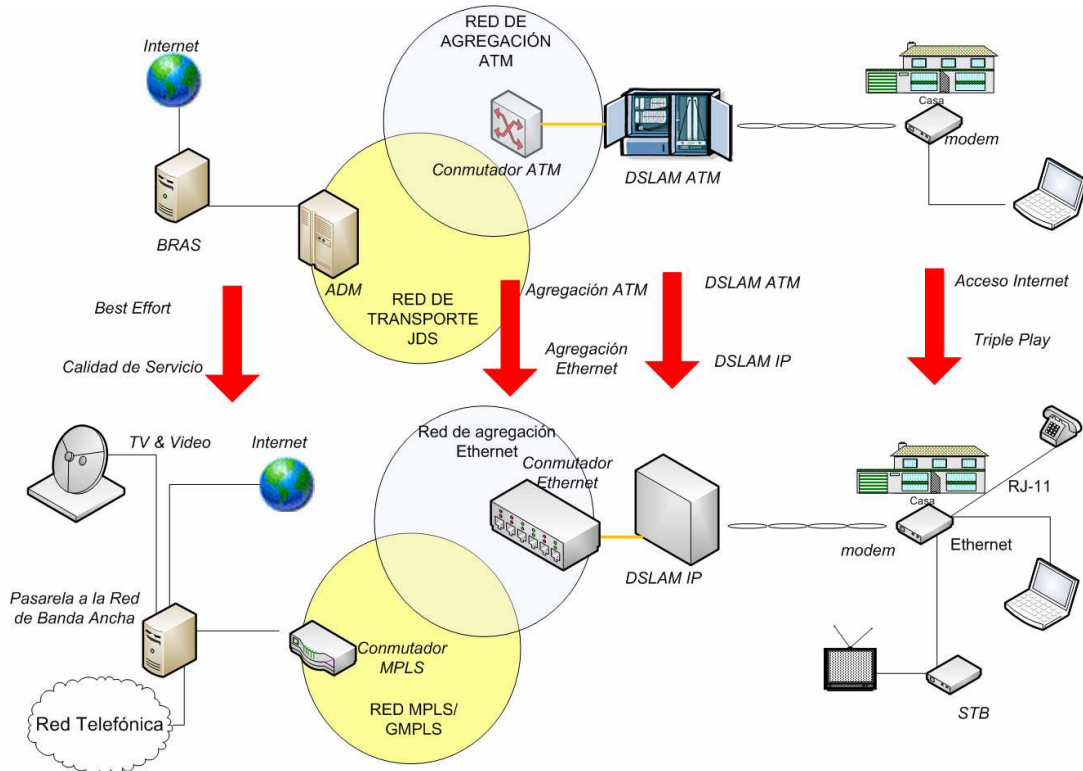 RED DE
AGREGACIÓN
ATM
Internet
Casa
modem
Conmutador ATM
DSLAM ATM
BRAS
ADM
RED DE
TRANSPORTE
JDS
Best Effort
Calidad de Servicio
Agregación ATM
Agregación
Ethernet
DSLAM ATM
DSLAM IP
Acceso Internet
Triple Play
TV & Video
Internet
Red de agregación
Ethernet
Conmutador
Ethernet
DSLAM IP
Casa
RJ-11
modem
Ethernet
Pasarela a la Red
de Banda Ancha
Conmutador
MPLS
RED MPLS/
GMPLS
Red Telefónica
STB